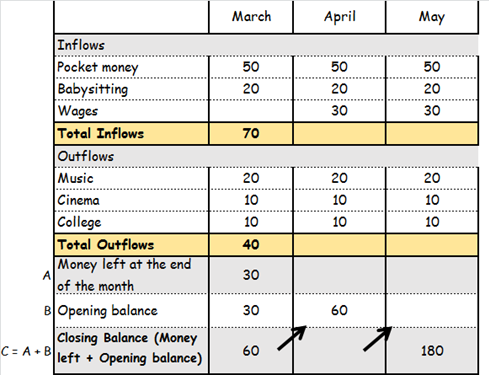 March April May
Inflows
Pocket money 50 50 50
Babysitting 20 20 20
Wages 30 30
Total Inflows 70
Outflows
Music 20 20 20
Cinema 10 10 10
College 10 10 10
Total Outflows 40
A Money left at the end
of the month 30
B Opening balance 30 60
C = A + B Closing Balance (Money
left + Opening balance) 60 180